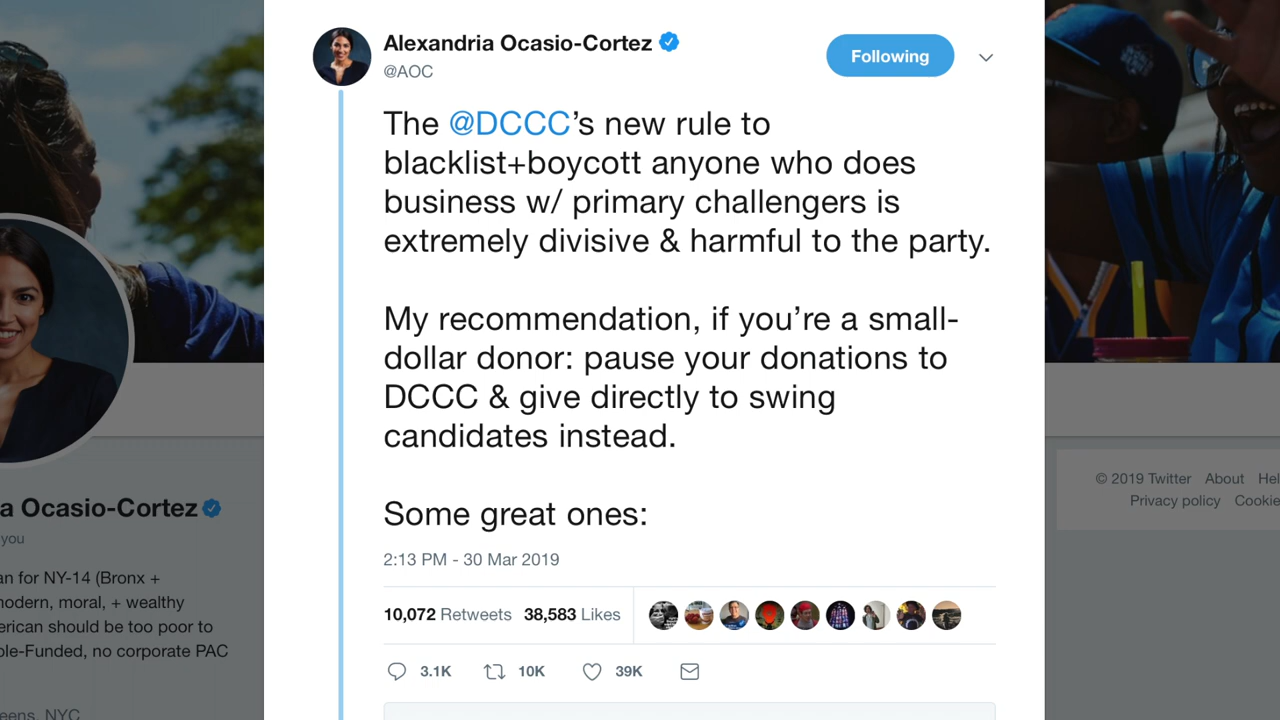 Alexandria Ocasio-Cortez
@AOC
Following
The @DCCC’s new rule to
blacklist+boycott anyone who does
business w/ primary challengers is
extremely divisive & harmful to the party.
My recommendation, if you’re a small-
dollar donor: pause your donations to
DCCC & give directly to swing
candidates instead.
Some great ones:
2:13 PM - 30 Mar 2019
10,072 Retweets 38,583 Likes
3.1K 10K 39K
a Ocasio-Cortez
you
an for NY-14 (Bronx +
modern, moral, + wealthy
erican should be too poor to
ple-Funded, no corporate PAC
eens, NYC
© 2019 Twitter About Hel
Privacy policy Cookie